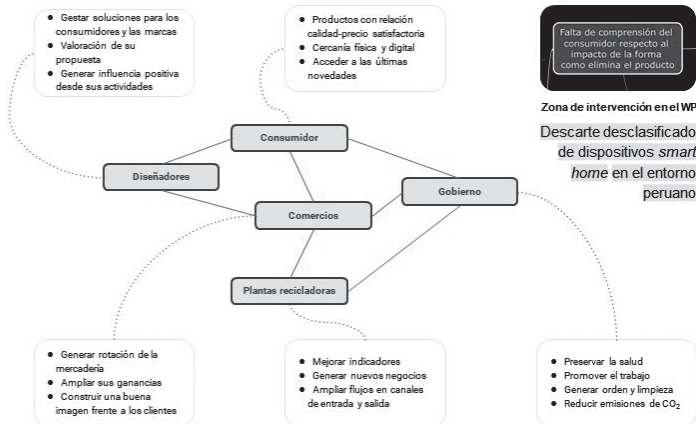 ● Gestar soluciones para los
consumidores y las marcas
● Valoración de su
propuesta
● Generar influencia positiva
desde sus actividades
● Productos con relación
calidad-precio satisfactoria
● Cercanía física y digital
● Acceder a las últimas
novedades
Falta de comprensión del
consumidor respecto al
impacto de la forma
como elimina el producto
Zona de intervención en el WP
Descarte desclasificado
de dispositivos smart
home en el entorno
peruano
Consumidor
Diseñadores
Gobierno
Comercios
Plantas recicladoras
● Generar rotación de la
mercadería
● Ampliar sus ganancias
● Construir una buena
imagen frente a los clientes
● Mejorar indicadores
● Generar nuevos negocios
● Ampliar flujos en canales
de entrada y salida
● Preservar la salud
● Promover el trabajo
● Generar orden y limpieza
● Reducir emisiones de CO₂